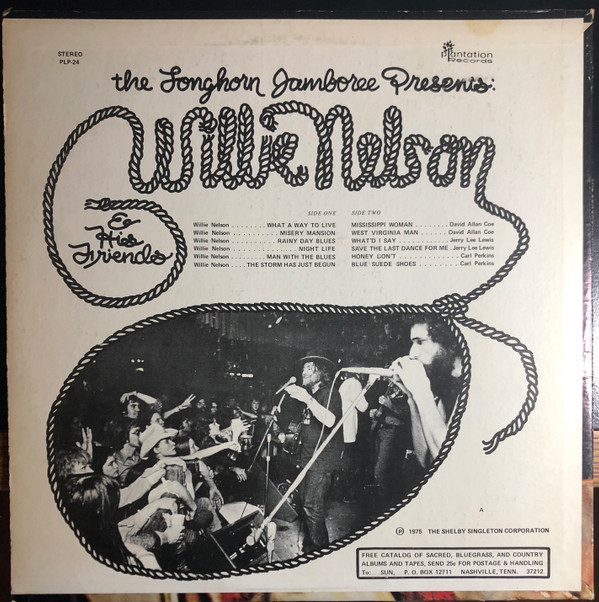 STEREO
PLP-24
plantation
Records
the Longhorn Jamboree Presents:
Willie Nelson
& His Friends
SIDE ONE
Willie Nelson . . . . . . . . WHAT A WAY TO LIVE
Willie Nelson . . . . . . . . . . . MISERY MANSION
Willie Nelson . . . . . . . . . . RAINY DAY BLUES
Willie Nelson . . . . . . . . . . . . . . . . NIGHT LIFE
Willie Nelson . . . . . . . . MAN WITH THE BLUES
Willie Nelson . . . . THE STORM HAS JUST BEGUN
SIDE TWO
MISSISSIPPI WOMAN . . . . . . . . David Allan Coe
WEST VIRGINIA MAN . . . . . . . David Allan Coe
WHAT'D I SAY . . . . . . . . . . . . Jerry Lee Lewis
SAVE THE LAST DANCE FOR ME . Jerry Lee Lewis
HONEY DON'T . . . . . . . . . . . . . . Carl Perkins
BLUE SUEDE SHOES . . . . . . . . . . Carl Perkins
A
Ⓟ 1975 THE SHELBY SINGLETON CORPORATION
FREE CATALOG OF SACRED, BLUEGRASS, AND COUNTRY
ALBUMS AND TAPES, SEND 25¢ FOR POSTAGE & HANDLING
To: SUN, P. O. BOX 12711 NASHVILLE, TENN. 37212